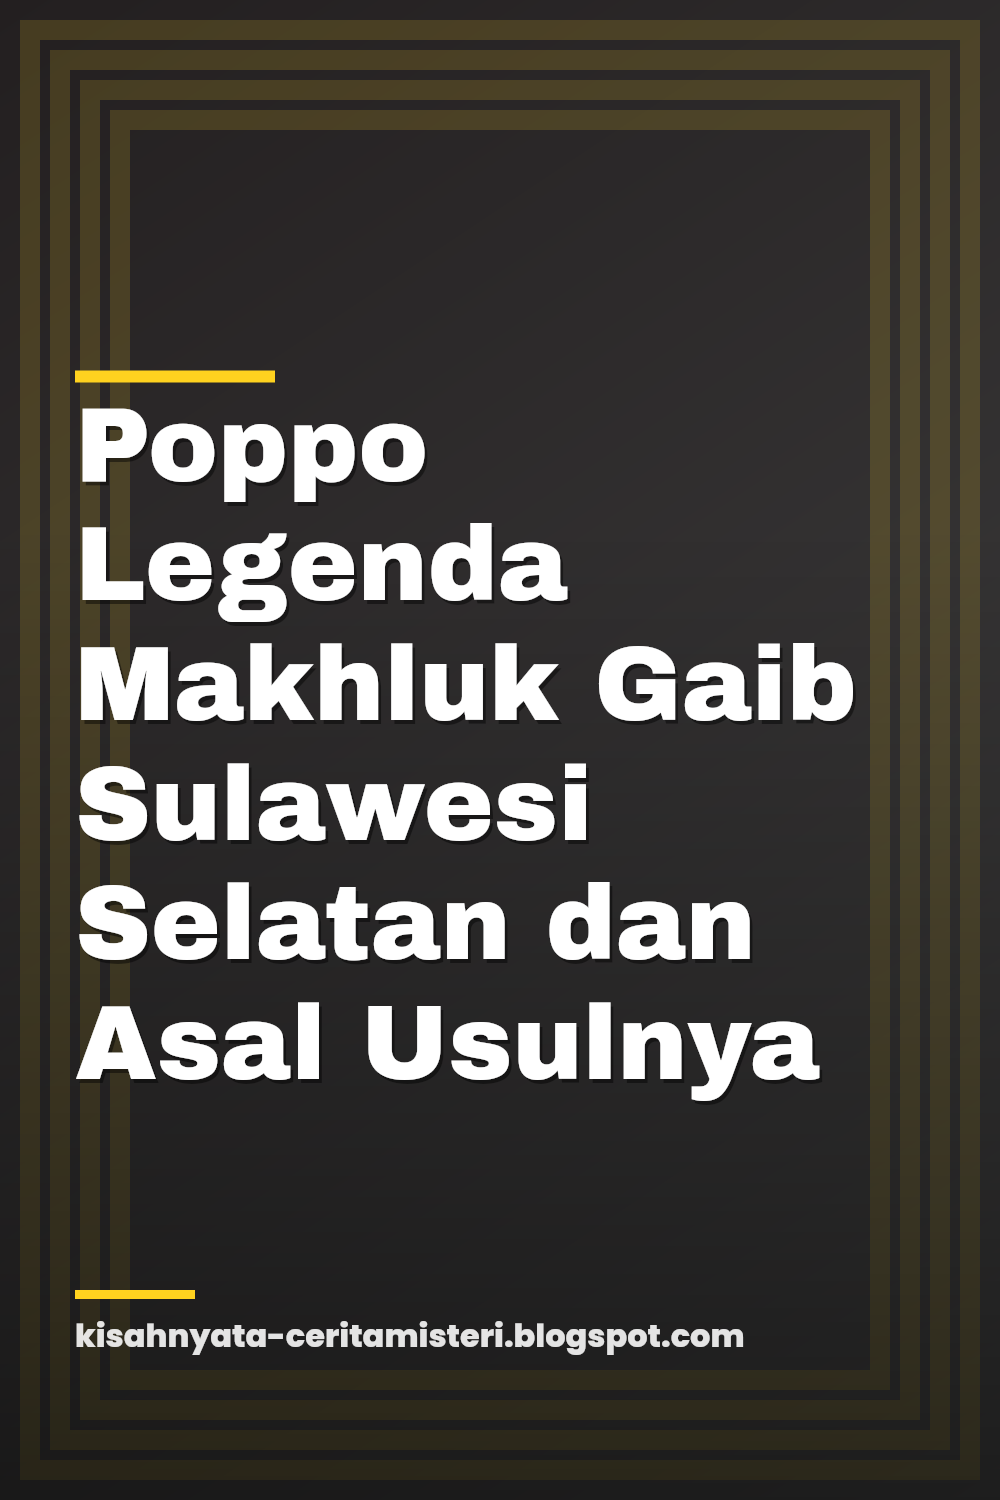 Poppo
Legenda
Makhluk Gaib
Sulawesi
Selatan dan
Asal Usulnya
kisahnyata-ceritamisteri.blogspot.com